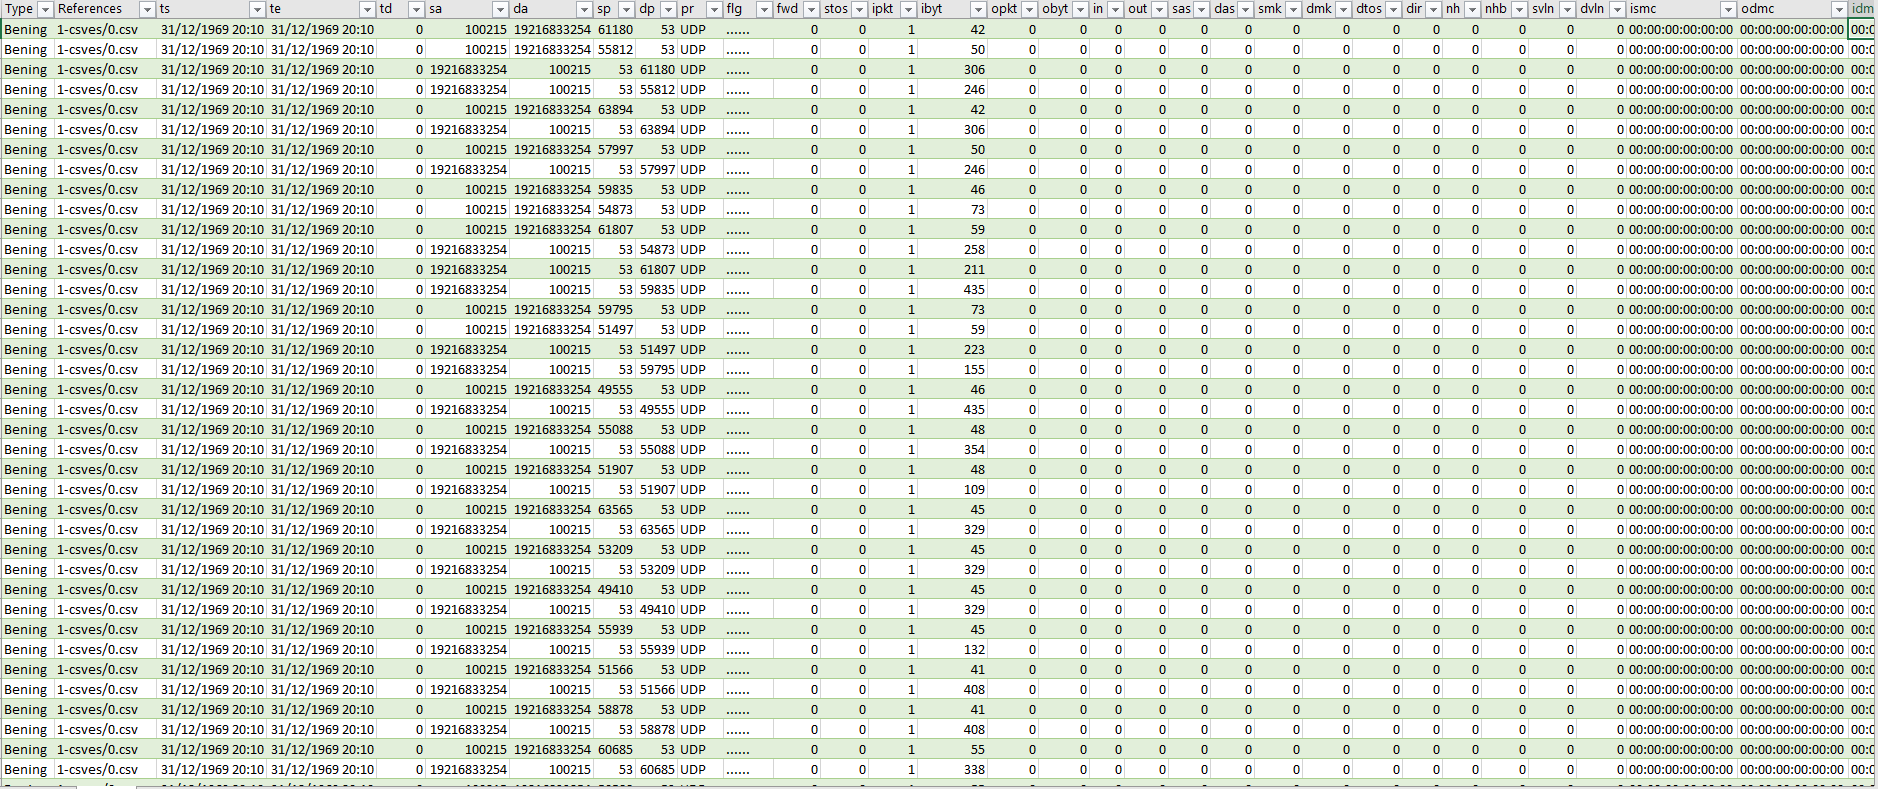 Type References ts te td sa da sp dp pr flg fwd stos ipkt ibyt opkt obyt in out sas das smk dmk dtos dir nh nhb svln dvln ismc odmc idm
Bening 1-csves/0.csv 31/12/1969 20:10 31/12/1969 20:10 0 100215 19216833254 61180 53 UDP ...... 0 0 1 42 0 0 0 0 0 0 0 0 0 0 0 0 0 0 00:00:00:00:00:00 00:00:00:00:00:00 00:0
Bening 1-csves/0.csv 31/12/1969 20:10 31/12/1969 20:10 0 100215 19216833254 55812 53 UDP ...... 0 0 1 50 0 0 0 0 0 0 0 0 0 0 0 0 0 0 00:00:00:00:00:00 00:00:00:00:00:00 00:0
Bening 1-csves/0.csv 31/12/1969 20:10 31/12/1969 20:10 0 19216833254 100215 53 61180 UDP ...... 0 0 1 306 0 0 0 0 0 0 0 0 0 0 0 0 0 0 00:00:00:00:00:00 00:00:00:00:00:00 00:0
Bening 1-csves/0.csv 31/12/1969 20:10 31/12/1969 20:10 0 19216833254 100215 53 55812 UDP ...... 0 0 1 246 0 0 0 0 0 0 0 0 0 0 0 0 0 0 00:00:00:00:00:00 00:00:00:00:00:00 00:0
Bening 1-csves/0.csv 31/12/1969 20:10 31/12/1969 20:10 0 100215 19216833254 63894 53 UDP ...... 0 0 1 42 0 0 0 0 0 0 0 0 0 0 0 0 0 0 00:00:00:00:00:00 00:00:00:00:00:00 00:0
Bening 1-csves/0.csv 31/12/1969 20:10 31/12/1969 20:10 0 19216833254 100215 53 63894 UDP ...... 0 0 1 306 0 0 0 0 0 0 0 0 0 0 0 0 0 0 00:00:00:00:00:00 00:00:00:00:00:00 00:0
Bening 1-csves/0.csv 31/12/1969 20:10 31/12/1969 20:10 0 100215 19216833254 57997 53 UDP ...... 0 0 1 50 0 0 0 0 0 0 0 0 0 0 0 0 0 0 00:00:00:00:00:00 00:00:00:00:00:00 00:0
Bening 1-csves/0.csv 31/12/1969 20:10 31/12/1969 20:10 0 19216833254 100215 53 57997 UDP ...... 0 0 1 246 0 0 0 0 0 0 0 0 0 0 0 0 0 0 00:00:00:00:00:00 00:00:00:00:00:00 00:0
Bening 1-csves/0.csv 31/12/1969 20:10 31/12/1969 20:10 0 100215 19216833254 59835 53 UDP ...... 0 0 1 46 0 0 0 0 0 0 0 0 0 0 0 0 0 0 00:00:00:00:00:00 00:00:00:00:00:00 00:0
Bening 1-csves/0.csv 31/12/1969 20:10 31/12/1969 20:10 0 100215 19216833254 54873 53 UDP ...... 0 0 1 73 0 0 0 0 0 0 0 0 0 0 0 0 0 0 00:00:00:00:00:00 00:00:00:00:00:00 00:0
Bening 1-csves/0.csv 31/12/1969 20:10 31/12/1969 20:10 0 100215 19216833254 61807 53 UDP ...... 0 0 1 59 0 0 0 0 0 0 0 0 0 0 0 0 0 0 00:00:00:00:00:00 00:00:00:00:00:00 00:0
Bening 1-csves/0.csv 31/12/1969 20:10 31/12/1969 20:10 0 19216833254 100215 53 54873 UDP ...... 0 0 1 258 0 0 0 0 0 0 0 0 0 0 0 0 0 0 00:00:00:00:00:00 00:00:00:00:00:00 00:0
Bening 1-csves/0.csv 31/12/1969 20:10 31/12/1969 20:10 0 19216833254 100215 53 61807 UDP ...... 0 0 1 211 0 0 0 0 0 0 0 0 0 0 0 0 0 0 00:00:00:00:00:00 00:00:00:00:00:00 00:0
Bening 1-csves/0.csv 31/12/1969 20:10 31/12/1969 20:10 0 19216833254 100215 53 59835 UDP ...... 0 0 1 435 0 0 0 0 0 0 0 0 0 0 0 0 0 0 00:00:00:00:00:00 00:00:00:00:00:00 00:0
Bening 1-csves/0.csv 31/12/1969 20:10 31/12/1969 20:10 0 100215 19216833254 59795 53 UDP ...... 0 0 1 73 0 0 0 0 0 0 0 0 0 0 0 0 0 0 00:00:00:00:00:00 00:00:00:00:00:00 00:0
Bening 1-csves/0.csv 31/12/1969 20:10 31/12/1969 20:10 0 100215 19216833254 51497 53 UDP ...... 0 0 1 59 0 0 0 0 0 0 0 0 0 0 0 0 0 0 00:00:00:00:00:00 00:00:00:00:00:00 00:0
Bening 1-csves/0.csv 31/12/1969 20:10 31/12/1969 20:10 0 19216833254 100215 53 51497 UDP ...... 0 0 1 223 0 0 0 0 0 0 0 0 0 0 0 0 0 0 00:00:00:00:00:00 00:00:00:00:00:00 00:0
Bening 1-csves/0.csv 31/12/1969 20:10 31/12/1969 20:10 0 19216833254 100215 53 59795 UDP ...... 0 0 1 155 0 0 0 0 0 0 0 0 0 0 0 0 0 0 00:00:00:00:00:00 00:00:00:00:00:00 00:0
Bening 1-csves/0.csv 31/12/1969 20:10 31/12/1969 20:10 0 100215 19216833254 49555 53 UDP ...... 0 0 1 46 0 0 0 0 0 0 0 0 0 0 0 0 0 0 00:00:00:00:00:00 00:00:00:00:00:00 00:0
Bening 1-csves/0.csv 31/12/1969 20:10 31/12/1969 20:10 0 19216833254 100215 53 49555 UDP ...... 0 0 1 435 0 0 0 0 0 0 0 0 0 0 0 0 0 0 00:00:00:00:00:00 00:00:00:00:00:00 00:0
Bening 1-csves/0.csv 31/12/1969 20:10 31/12/1969 20:10 0 100215 19216833254 55088 53 UDP ...... 0 0 1 48 0 0 0 0 0 0 0 0 0 0 0 0 0 0 00:00:00:00:00:00 00:00:00:00:00:00 00:0
Bening 1-csves/0.csv 31/12/1969 20:10 31/12/1969 20:10 0 19216833254 100215 53 55088 UDP ...... 0 0 1 354 0 0 0 0 0 0 0 0 0 0 0 0 0 0 00:00:00:00:00:00 00:00:00:00:00:00 00:0
Bening 1-csves/0.csv 31/12/1969 20:10 31/12/1969 20:10 0 100215 19216833254 51907 53 UDP ...... 0 0 1 48 0 0 0 0 0 0 0 0 0 0 0 0 0 0 00:00:00:00:00:00 00:00:00:00:00:00 00:0
Bening 1-csves/0.csv 31/12/1969 20:10 31/12/1969 20:10 0 19216833254 100215 53 51907 UDP ...... 0 0 1 109 0 0 0 0 0 0 0 0 0 0 0 0 0 0 00:00:00:00:00:00 00:00:00:00:00:00 00:0
Bening 1-csves/0.csv 31/12/1969 20:10 31/12/1969 20:10 0 100215 19216833254 63565 53 UDP ...... 0 0 1 45 0 0 0 0 0 0 0 0 0 0 0 0 0 0 00:00:00:00:00:00 00:00:00:00:00:00 00:0
Bening 1-csves/0.csv 31/12/1969 20:10 31/12/1969 20:10 0 19216833254 100215 53 63565 UDP ...... 0 0 1 329 0 0 0 0 0 0 0 0 0 0 0 0 0 0 00:00:00:00:00:00 00:00:00:00:00:00 00:0
Bening 1-csves/0.csv 31/12/1969 20:10 31/12/1969 20:10 0 100215 19216833254 53209 53 UDP ...... 0 0 1 45 0 0 0 0 0 0 0 0 0 0 0 0 0 0 00:00:00:00:00:00 00:00:00:00:00:00 00:0
Bening 1-csves/0.csv 31/12/1969 20:10 31/12/1969 20:10 0 19216833254 100215 53 53209 UDP ...... 0 0 1 329 0 0 0 0 0 0 0 0 0 0 0 0 0 0 00:00:00:00:00:00 00:00:00:00:00:00 00:0
Bening 1-csves/0.csv 31/12/1969 20:10 31/12/1969 20:10 0 100215 19216833254 49410 53 UDP ...... 0 0 1 45 0 0 0 0 0 0 0 0 0 0 0 0 0 0 00:00:00:00:00:00 00:00:00:00:00:00 00:0
Bening 1-csves/0.csv 31/12/1969 20:10 31/12/1969 20:10 0 19216833254 100215 53 49410 UDP ...... 0 0 1 329 0 0 0 0 0 0 0 0 0 0 0 0 0 0 00:00:00:00:00:00 00:00:00:00:00:00 00:0
Bening 1-csves/0.csv 31/12/1969 20:10 31/12/1969 20:10 0 100215 19216833254 55939 53 UDP ...... 0 0 1 45 0 0 0 0 0 0 0 0 0 0 0 0 0 0 00:00:00:00:00:00 00:00:00:00:00:00 00:0
Bening 1-csves/0.csv 31/12/1969 20:10 31/12/1969 20:10 0 19216833254 100215 53 55939 UDP ...... 0 0 1 132 0 0 0 0 0 0 0 0 0 0 0 0 0 0 00:00:00:00:00:00 00:00:00:00:00:00 00:0
Bening 1-csves/0.csv 31/12/1969 20:10 31/12/1969 20:10 0 100215 19216833254 51566 53 UDP ...... 0 0 1 41 0 0 0 0 0 0 0 0 0 0 0 0 0 0 00:00:00:00:00:00 00:00:00:00:00:00 00:0
Bening 1-csves/0.csv 31/12/1969 20:10 31/12/1969 20:10 0 19216833254 100215 53 51566 UDP ...... 0 0 1 408 0 0 0 0 0 0 0 0 0 0 0 0 0 0 00:00:00:00:00:00 00:00:00:00:00:00 00:0
Bening 1-csves/0.csv 31/12/1969 20:10 31/12/1969 20:10 0 100215 19216833254 58878 53 UDP ...... 0 0 1 41 0 0 0 0 0 0 0 0 0 0 0 0 0 0 00:00:00:00:00:00 00:00:00:00:00:00 00:0
Bening 1-csves/0.csv 31/12/1969 20:10 31/12/1969 20:10 0 19216833254 100215 53 58878 UDP ...... 0 0 1 408 0 0 0 0 0 0 0 0 0 0 0 0 0 0 00:00:00:00:00:00 00:00:00:00:00:00 00:0
Bening 1-csves/0.csv 31/12/1969 20:10 31/12/1969 20:10 0 100215 19216833254 60685 53 UDP ...... 0 0 1 55 0 0 0 0 0 0 0 0 0 0 0 0 0 0 00:00:00:00:00:00 00:00:00:00:00:00 00:0
Bening 1-csves/0.csv 31/12/1969 20:10 31/12/1969 20:10 0 19216833254 100215 53 60685 UDP ...... 0 0 1 338 0 0 0 0 0 0 0 0 0 0 0 0 0 0 00:00:00:00:00:00 00:00:00:00:00:00 00:0